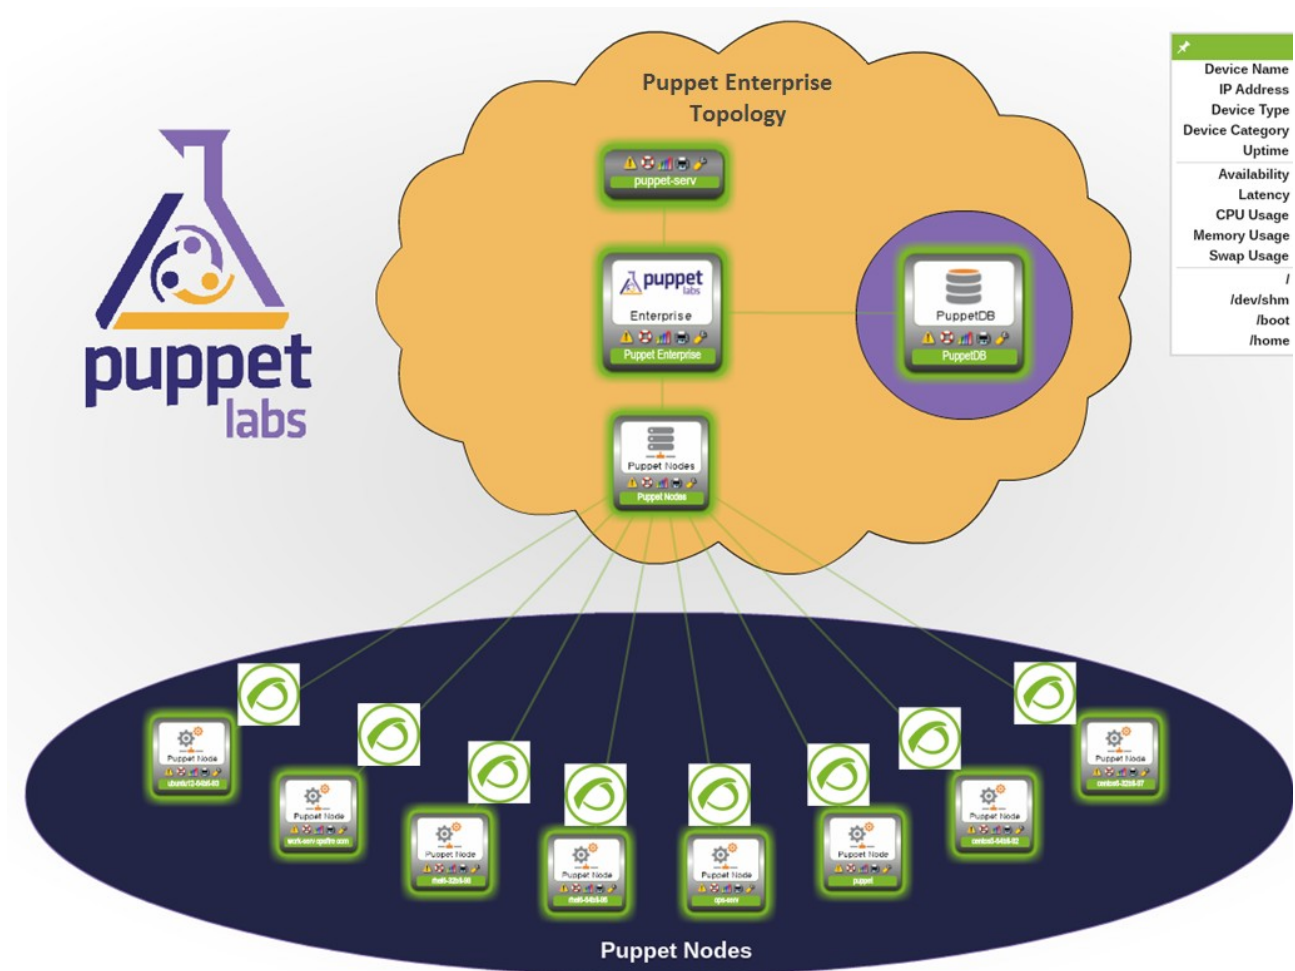 Puppet Enterprise
Topology
puppet-serv
puppet
labs
Enterprise
Puppet Enterprise
PuppetDB
PuppetDB
Puppet Nodes
Puppet Nodes
puppet
labs
Device Name
IP Address
Device Type
Device Category
Uptime
Availability
Latency
CPU Usage
Memory Usage
Swap Usage
/
/dev/shm
/boot
/home
Puppet Node
Puppet Node
Puppet Node
Puppet Node
Puppet Node
ops-serv
Puppet Node
puppet
Puppet Node
Puppet Node
Puppet Nodes